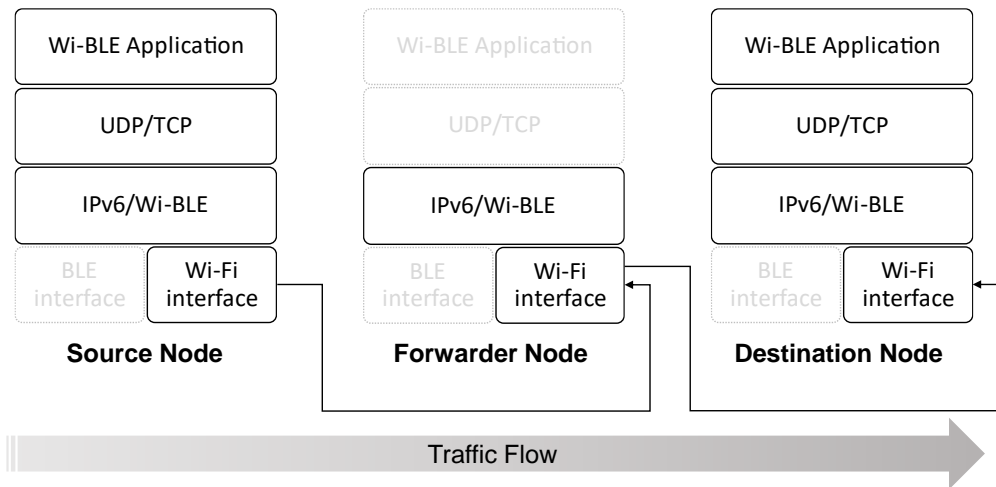 Wi-BLE Application
UDP/TCP
IPv6/Wi-BLE
BLE
interface
Wi-Fi
interface
Source Node
Wi-BLE Application
UDP/TCP
IPv6/Wi-BLE
BLE
interface
Wi-Fi
interface
Forwarder Node
Wi-BLE Application
UDP/TCP
IPv6/Wi-BLE
BLE
interface
Wi-Fi
interface
Destination Node
Traffic Flow